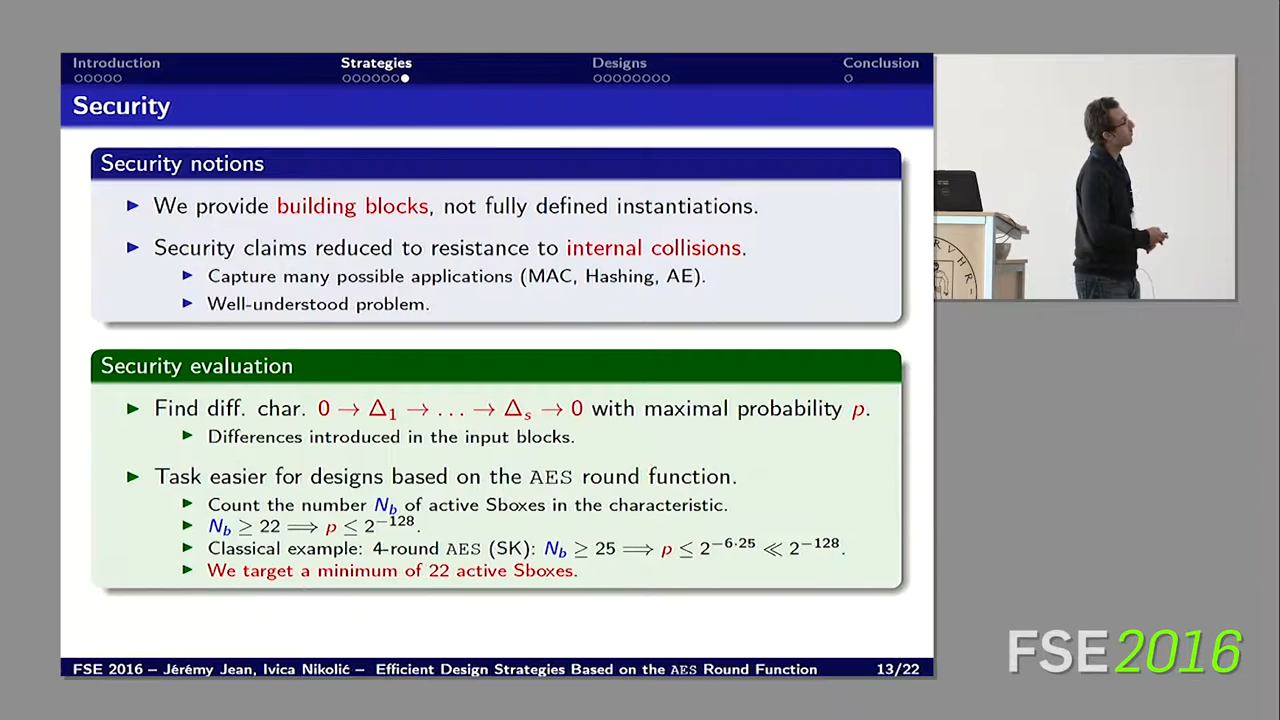 Introduction Strategies Designs Conclusion
Security
Security notions
► We provide building blocks, not fully defined instantiations.
► Security claims reduced to resistance to internal collisions.
► Capture many possible applications (MAC, Hashing, AE).
► Well-understood problem.
Security evaluation
► Find diff. char. 0 → Δ₁ → ... → Δₛ → 0 with maximal probability p.
► Differences introduced in the input blocks.
► Task easier for designs based on the AES round function.
► Count the number N_b of active Sboxes in the characteristic.
► N_b ≥ 22 ⟹ p ≤ 2⁻¹²⁸.
► Classical example: 4-round AES (SK): N_b ≥ 25 ⟹ p ≤ 2^{-6·25} ≪ 2⁻¹²⁸.
► We target a minimum of 22 active Sboxes.
FSE 2016 – Jérémy Jean, Ivica Nikolić – Efficient Design Strategies Based on the AES Round Function 13/22
FSE2016